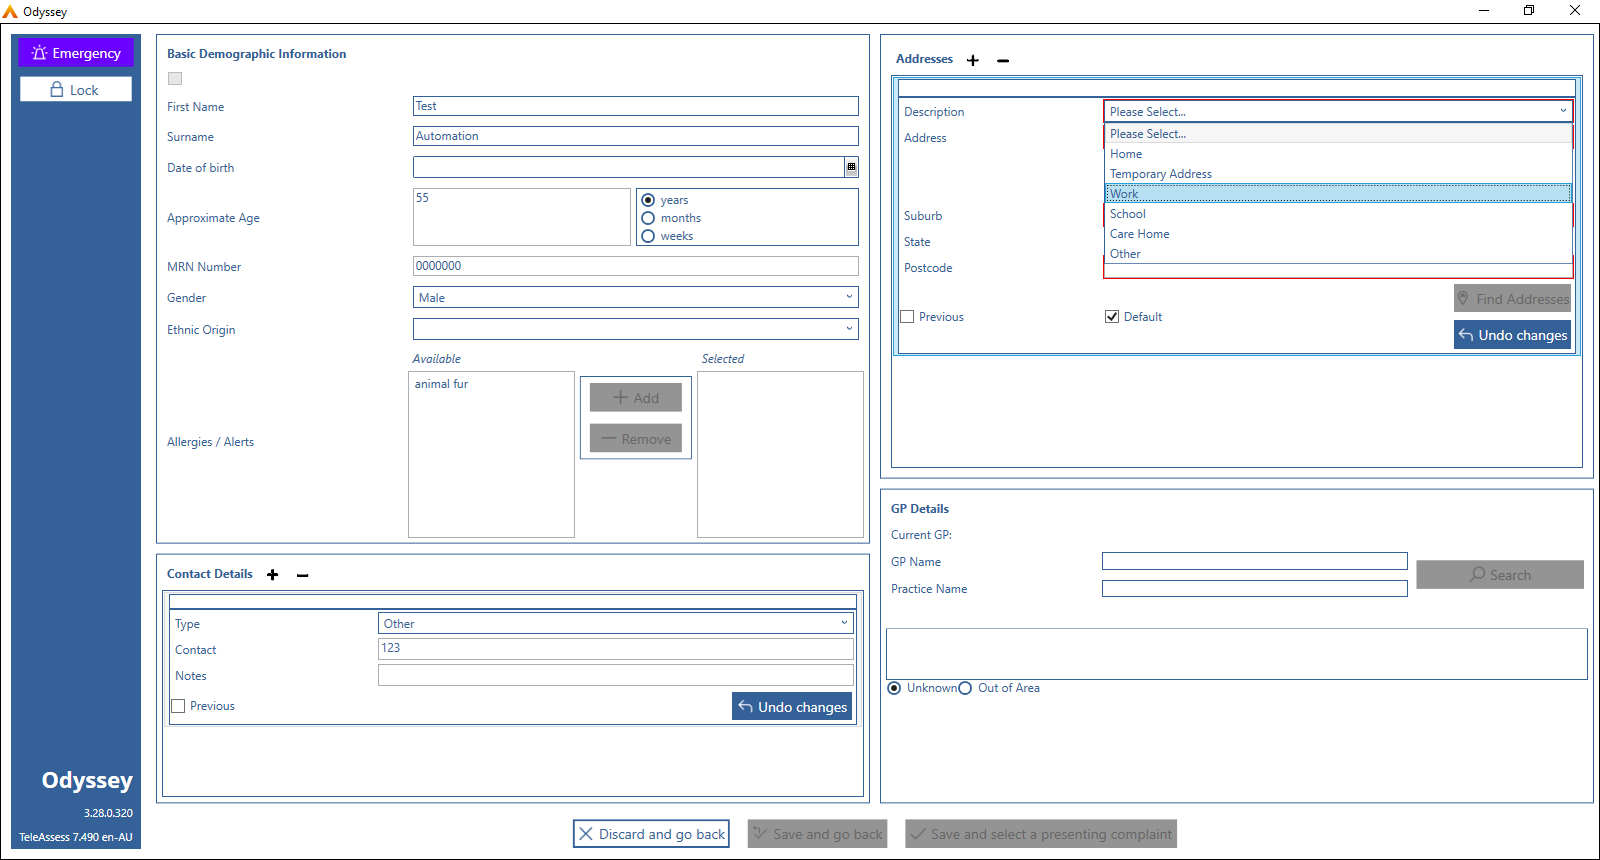 Odyssey
Emergency
Lock
Basic Demographic Information
First Name
Test
Surname
Automation
Date of birth
Approximate Age
55
years
months
weeks
MRN Number
0000000
Gender
Male
Ethnic Origin
Available
Selected
animal fur
Add
Remove
Allergies / Alerts
Contact Details
Type
Other
Contact
123
Notes
Previous
Undo changes
Addresses
Description
Please Select...
Address
Please Select...
Home
Temporary Address
Work
School
Care Home
Other
Suburb
State
Postcode
Find Addresses
Previous
Default
Undo changes
GP Details
Current GP:
GP Name
Practice Name
Search
Unknown
Out of Area
Odyssey
3.28.0.320
TeleAssess 7.490 en-AU
Discard and go back
Save and go back
Save and select a presenting complaint